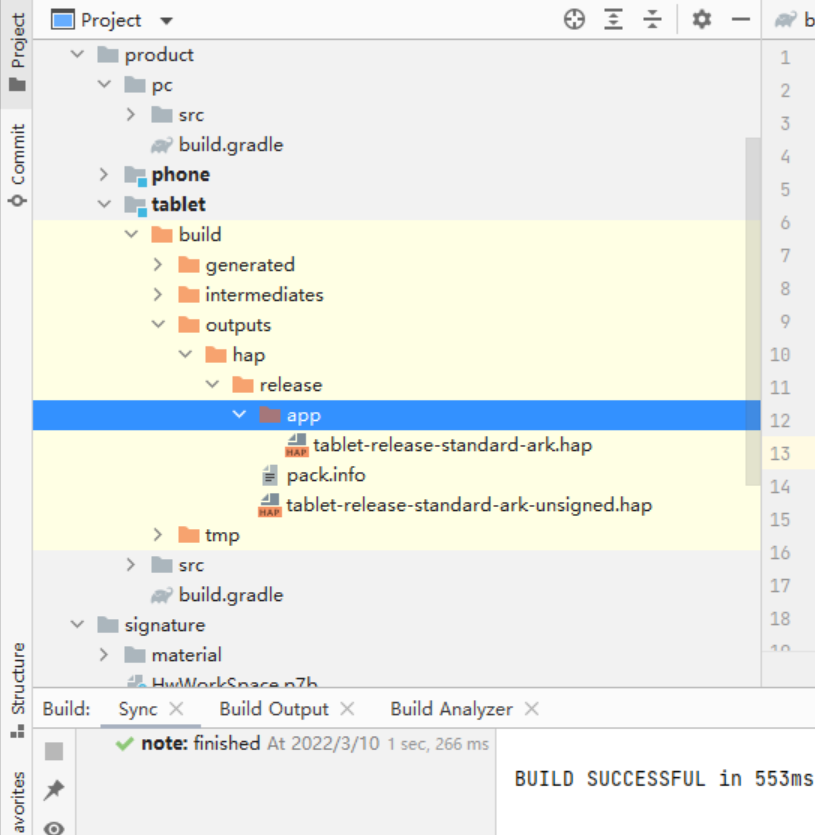 Project
Project
Commit
Structure
avorites
b
product
pc
src
build.gradle
phone
tablet
build
generated
intermediates
outputs
hap
release
app
HAP tablet-release-standard-ark.hap
pack.info
HAP tablet-release-standard-ark-unsigned.hap
tmp
src
build.gradle
signature
material
HwWorkSpace.p7b
1
2
3
4
5
6
7
8
9
10
11
12
13
14
15
16
17
18
19
Build: Sync Build Output Build Analyzer
note: finished At 2022/3/10 1 sec, 266 ms
BUILD SUCCESSFUL in 553ms